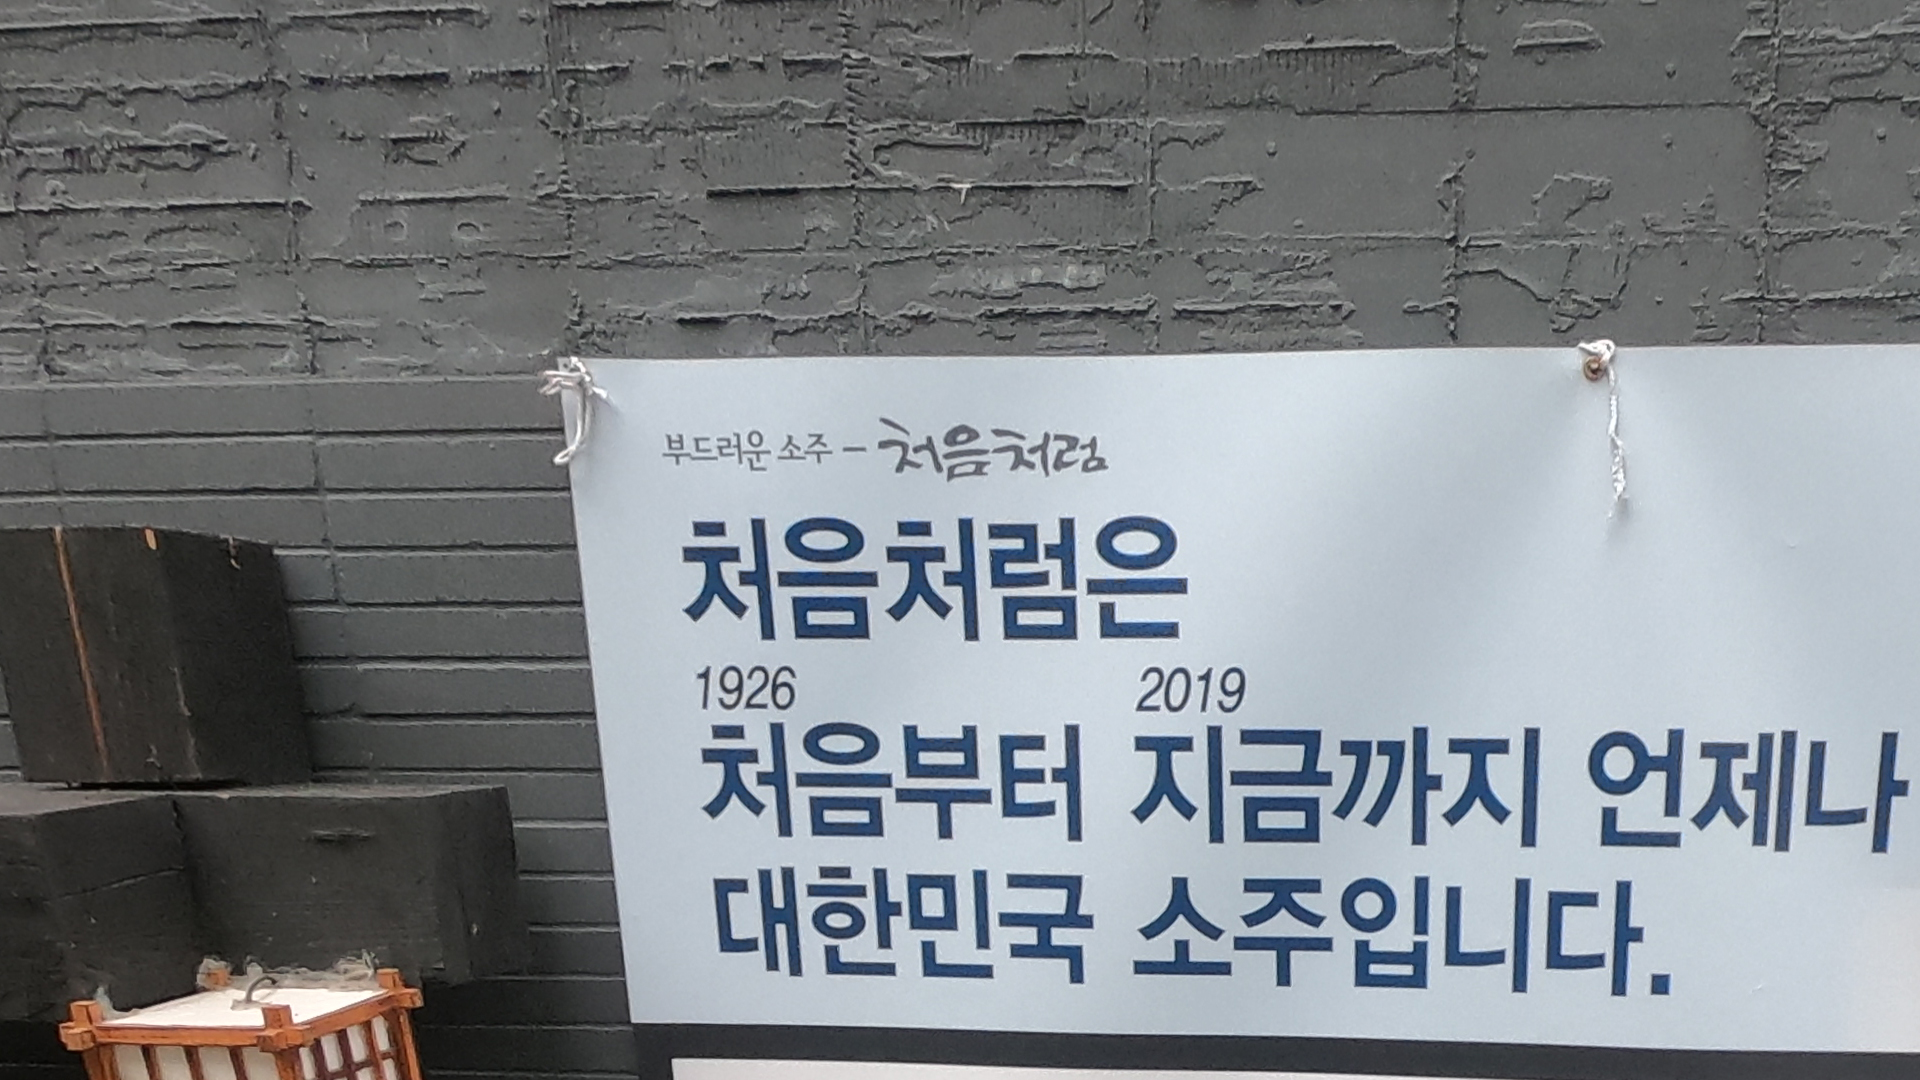 부드러운 소주 - 처음처럼
처음처럼은
1926 2019
처음부터 지금까지 언제나
대한민국 소주입니다.